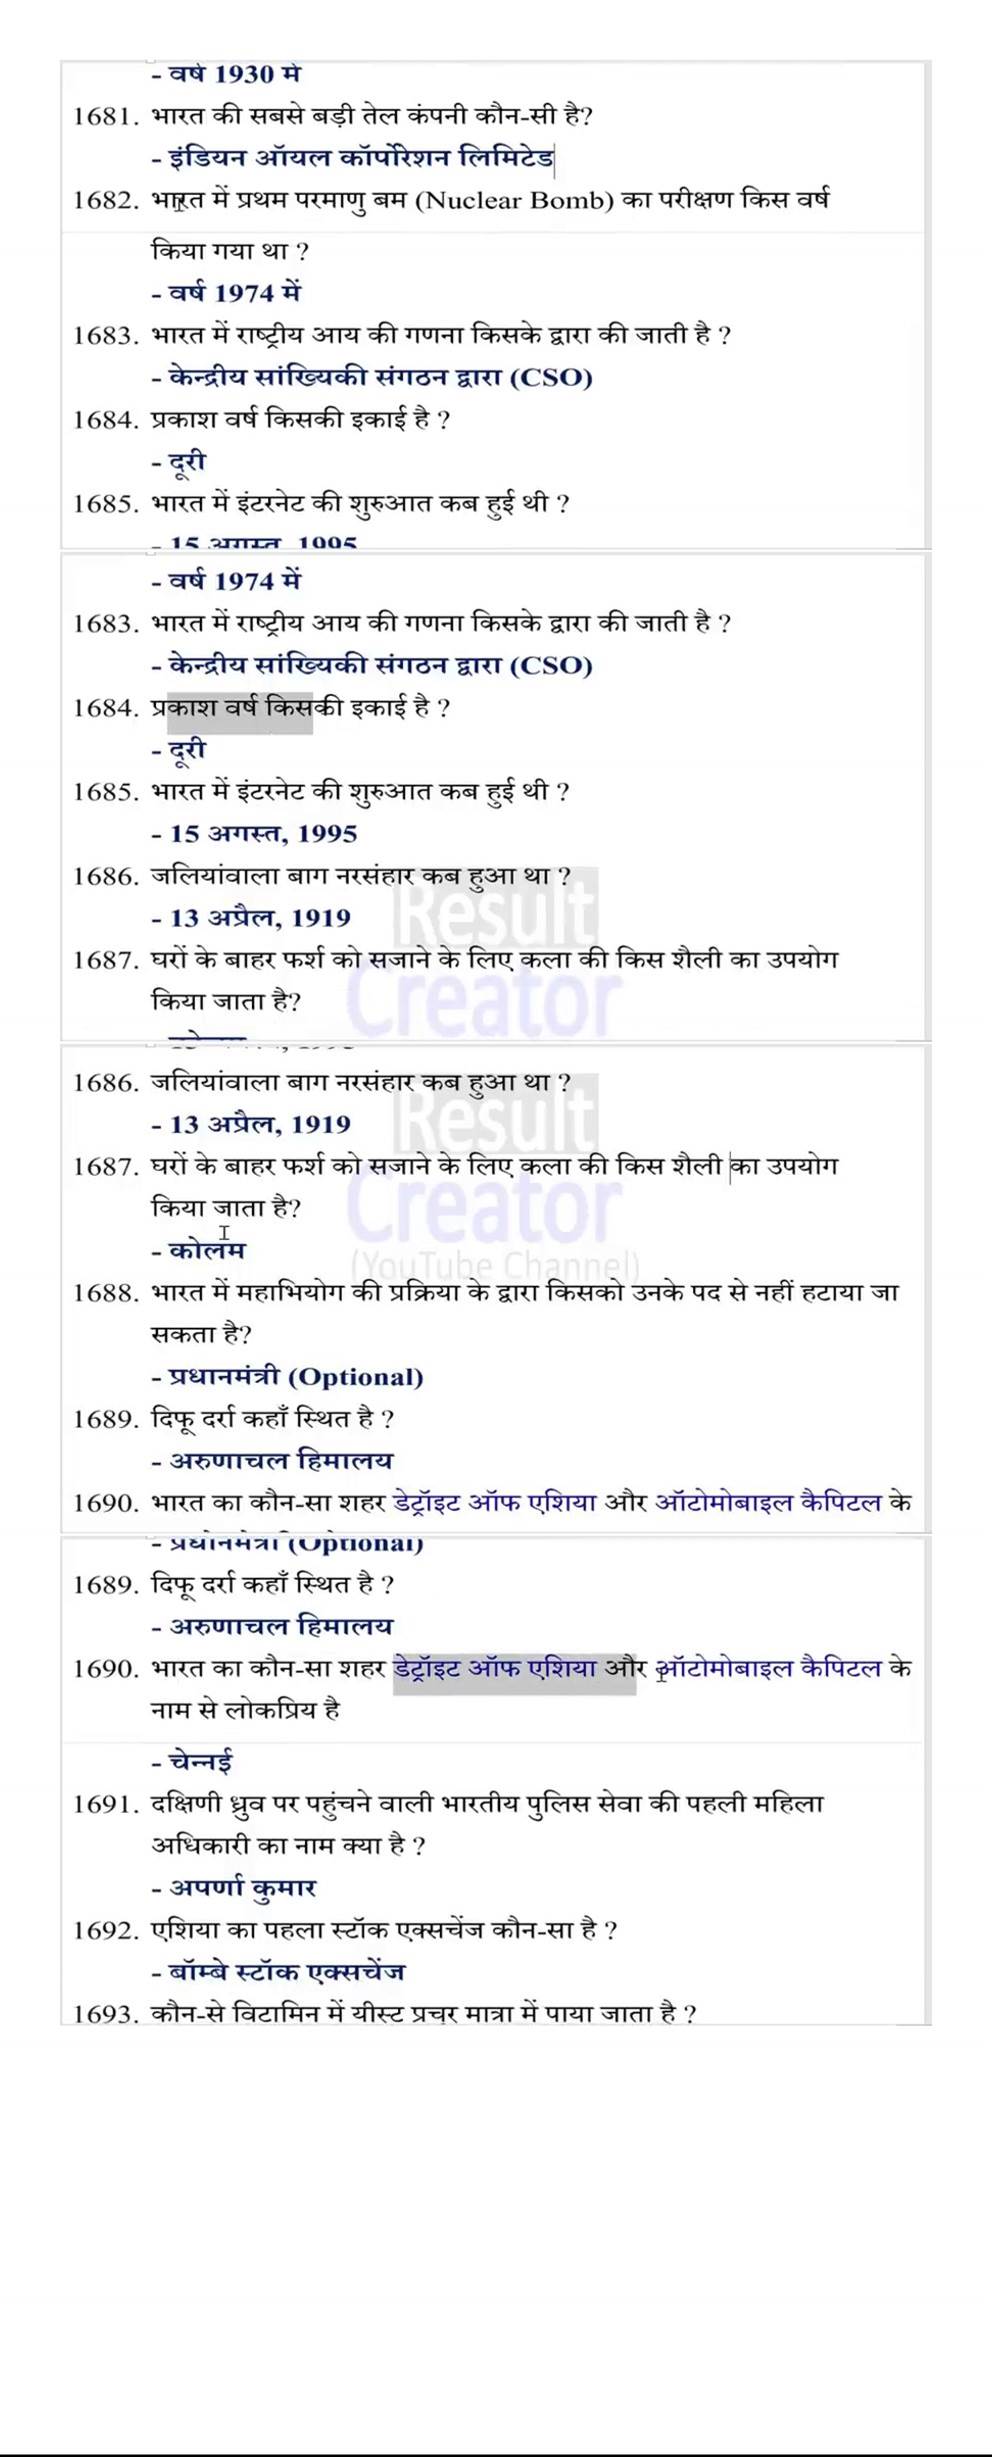 - वर्ष 1930 में
1681. भारत की सबसे बड़ी तेल कंपनी कौन-सी है?
- इंडियन ऑयल कॉर्पोरेशन लिमिटेड
1682. भारत में प्रथम परमाणु बम (Nuclear Bomb) का परीक्षण किस वर्ष
किया गया था ?
- वर्ष 1974 में
1683. भारत में राष्ट्रीय आय की गणना किसके द्वारा की जाती है ?
- केन्द्रीय सांख्यिकी संगठन द्वारा (CSO)
1684. प्रकाश वर्ष किसकी इकाई है ?
- दूरी
1685. भारत में इंटरनेट की शुरुआत कब हुई थी ?
- 15 अगस्त, 1995
- वर्ष 1974 में
1683. भारत में राष्ट्रीय आय की गणना किसके द्वारा की जाती है ?
- केन्द्रीय सांख्यिकी संगठन द्वारा (CSO)
1684. प्रकाश वर्ष किसकी इकाई है ?
- दूरी
1685. भारत में इंटरनेट की शुरुआत कब हुई थी ?
- 15 अगस्त, 1995
1686. जलियांवाला बाग नरसंहार कब हुआ था ?
Result
- 13 अप्रैल, 1919
1687. घरों के बाहर फर्श को सजाने के लिए कला की किस शैली का उपयोग
Creator
किया जाता है?
1686. जलियांवाला बाग नरसंहार कब हुआ था ?
Result
- 13 अप्रैल, 1919
1687. घरों के बाहर फर्श को सजाने के लिए कला की किस शैली का उपयोग
Creator
किया जाता है?
- कोलम
(YouTube Channel)
1688. भारत में महाभियोग की प्रक्रिया के द्वारा किसको उनके पद से नहीं हटाया जा
सकता है?
- प्रधानमंत्री (Optional)
1689. दिफू दर्रा कहाँ स्थित है ?
- अरुणाचल हिमालय
1690. भारत का कौन-सा शहर डेट्रॉइट ऑफ एशिया और ऑटोमोबाइल कैपिटल के
- प्रधानमंत्री (Optional)
1689. दिफू दर्रा कहाँ स्थित है ?
- अरुणाचल हिमालय
1690. भारत का कौन-सा शहर डेट्रॉइट ऑफ एशिया और ऑटोमोबाइल कैपिटल के
नाम से लोकप्रिय है
- चेन्नई
1691. दक्षिणी ध्रुव पर पहुंचने वाली भारतीय पुलिस सेवा की पहली महिला
अधिकारी का नाम क्या है ?
- अपर्णा कुमार
1692. एशिया का पहला स्टॉक एक्सचेंज कौन-सा है ?
- बॉम्बे स्टॉक एक्सचेंज
1693. कौन-से विटामिन में यीस्ट प्रचुर मात्रा में पाया जाता है ?